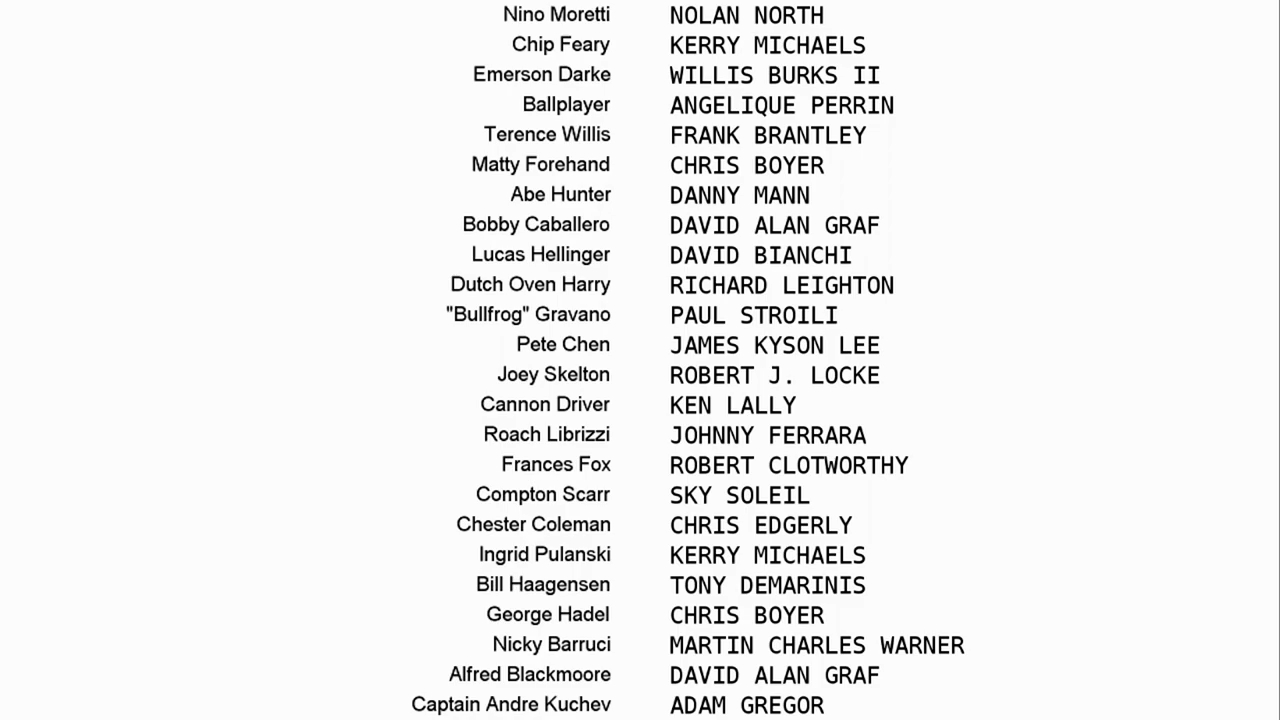 Nino Moretti NOLAN NORTH
Chip Feary KERRY MICHAELS
Emerson Darke WILLIS BURKS II
Ballplayer ANGELIQUE PERRIN
Terence Willis FRANK BRANTLEY
Matty Forehand CHRIS BOYER
Abe Hunter DANNY MANN
Bobby Caballero DAVID ALAN GRAF
Lucas Hellinger DAVID BIANCHI
Dutch Oven Harry RICHARD LEIGHTON
"Bullfrog" Gravano PAUL STROILI
Pete Chen JAMES KYSON LEE
Joey Skelton ROBERT J. LOCKE
Cannon Driver KEN LALLY
Roach Librizzi JOHNNY FERRARA
Frances Fox ROBERT CLOTWORTHY
Compton Scarr SKY SOLEIL
Chester Coleman CHRIS EDGERLY
Ingrid Pulanski KERRY MICHAELS
Bill Haagensen TONY DEMARINIS
George Hadel CHRIS BOYER
Nicky Barruci MARTIN CHARLES WARNER
Alfred Blackmoore DAVID ALAN GRAF
Captain Andre Kuchev ADAM GREGOR